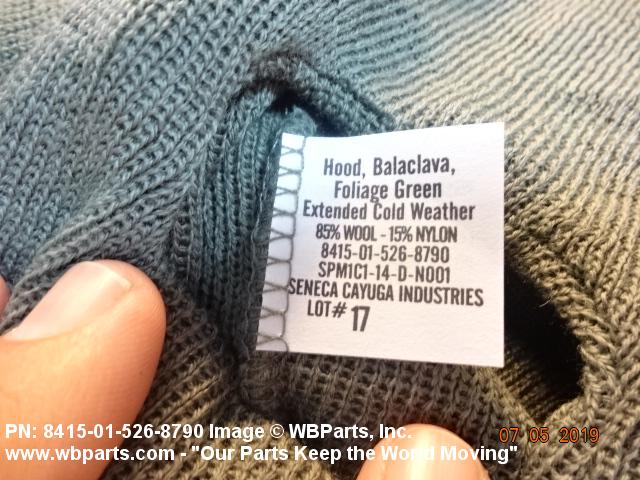 Hood, Balaclava,
Foliage Green
Extended Cold Weather
85% WOOL - 15% NYLON
8415-01-526-8790
SPM1C1-14-D-N001
SENECA CAYUGA INDUSTRIES
LOT# 17
PN: 8415-01-526-8790 Image © WBParts, Inc.
07 05 2019
www.wbparts.com - "Our Parts Keep the World Moving"